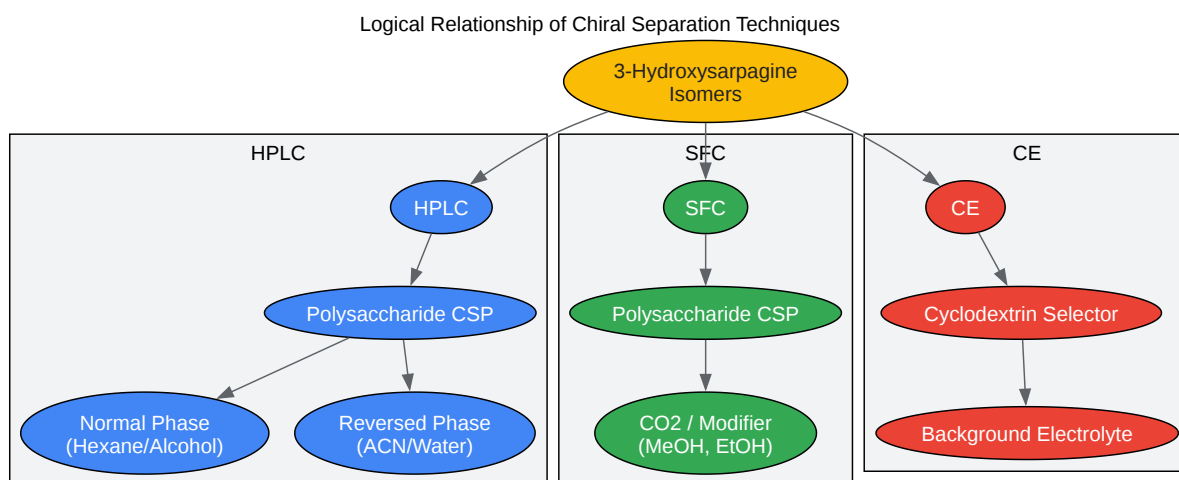 Logical Relationship of Chiral Separation Techniques
3-Hydroxysarpagine
Isomers
HPLC
SFC
CE
HPLC
SFC
CE
Polysaccharide CSP
Polysaccharide CSP
Cyclodextrin Selector
Normal Phase
(Hexane/Alcohol)
Reversed Phase
(ACN/Water)
CO2 / Modifier
(MeOH, EtOH)
Background Electrolyte